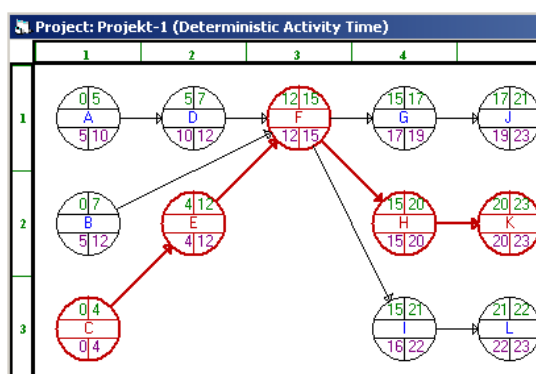 Project: Projekt-1 (Deterministic Activity Time)
1 2 3 4
1
0 5 5 7 12 15 15 17 17 21
A D F G J
5 10 10 12 12 15 17 19 19 23
2
0 7 4 12 15 20 20 23
B E H K
5 12 4 12 15 20 20 23
3
0 4 15 21 21 22
C I L
0 4 16 22 22 23